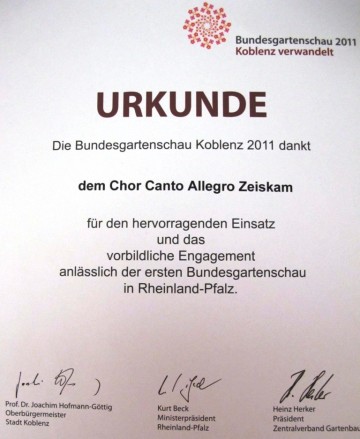 Bundesgartenschau 2011
Koblenz verwandelt
URKUNDE
Die Bundesgartenschau Koblenz 2011 dankt
dem Chor Canto Allegro Zeiskam
für den hervorragenden Einsatz
und das
vorbildliche Engagement
anlässlich der ersten Bundesgartenschau
in Rheinland-Pfalz.
Prof. Dr. Joachim Hofmann-Göttig
Oberbürgermeister
Stadt Koblenz
Kurt Beck
Ministerpräsident
Rheinland-Pfalz
Heinz Herker
Präsident
Zentralverband Gartenbau